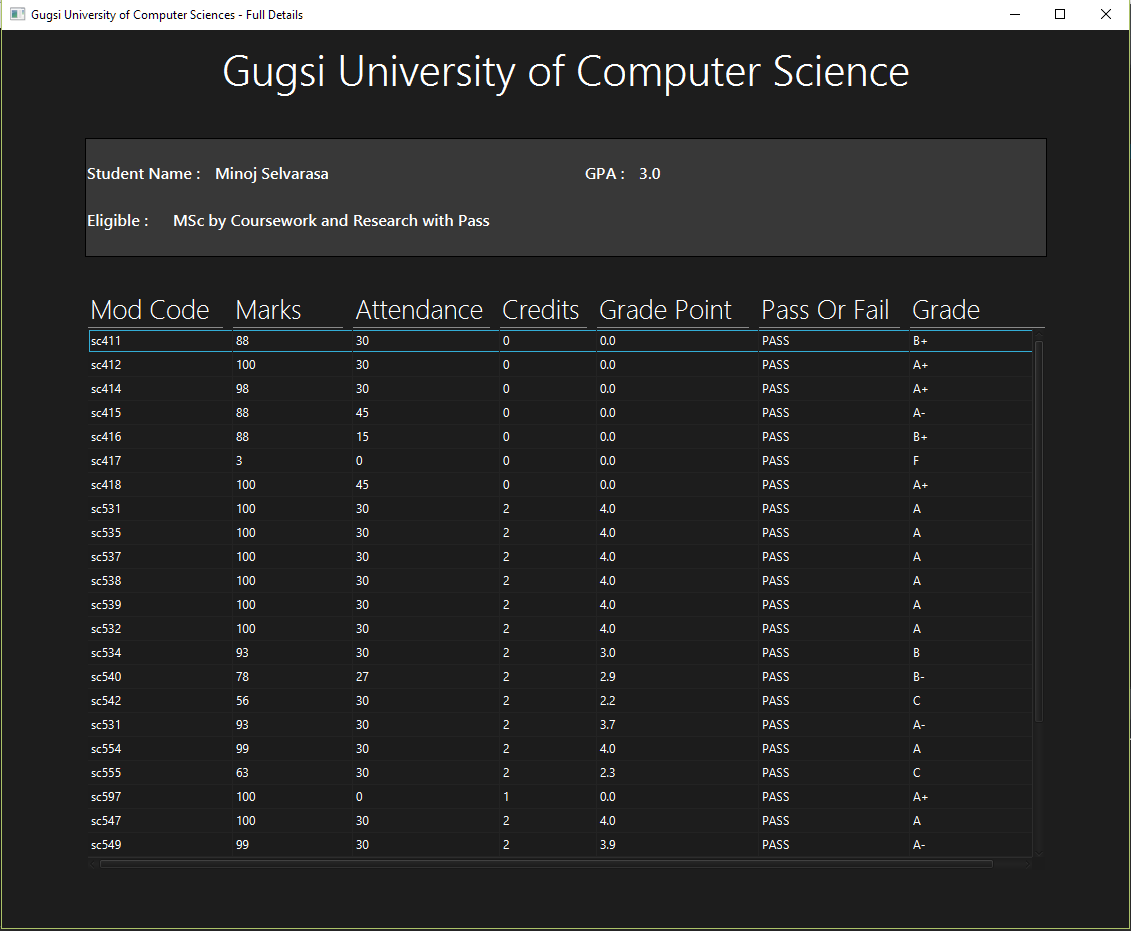 Gugsi University of Computer Sciences - Full Details
Gugsi University of Computer Science
Student Name : Minoj Selvarasa GPA : 3.0
Eligible : MSc by Coursework and Research with Pass
Mod Code Marks Attendance Credits Grade Point Pass Or Fail Grade
sc411 88 30 0 0.0 PASS B+
sc412 100 30 0 0.0 PASS A+
sc414 98 30 0 0.0 PASS A+
sc415 88 45 0 0.0 PASS A-
sc416 88 15 0 0.0 PASS B+
sc417 3 0 0 0.0 PASS F
sc418 100 45 0 0.0 PASS A+
sc531 100 30 2 4.0 PASS A
sc535 100 30 2 4.0 PASS A
sc537 100 30 2 4.0 PASS A
sc538 100 30 2 4.0 PASS A
sc539 100 30 2 4.0 PASS A
sc532 100 30 2 4.0 PASS A
sc534 93 30 2 3.0 PASS B
sc540 78 27 2 2.9 PASS B-
sc542 56 30 2 2.2 PASS C
sc531 93 30 2 3.7 PASS A-
sc554 99 30 2 4.0 PASS A
sc555 63 30 2 2.3 PASS C
sc597 100 0 1 0.0 PASS A+
sc547 100 30 2 4.0 PASS A
sc549 99 30 2 3.9 PASS A-